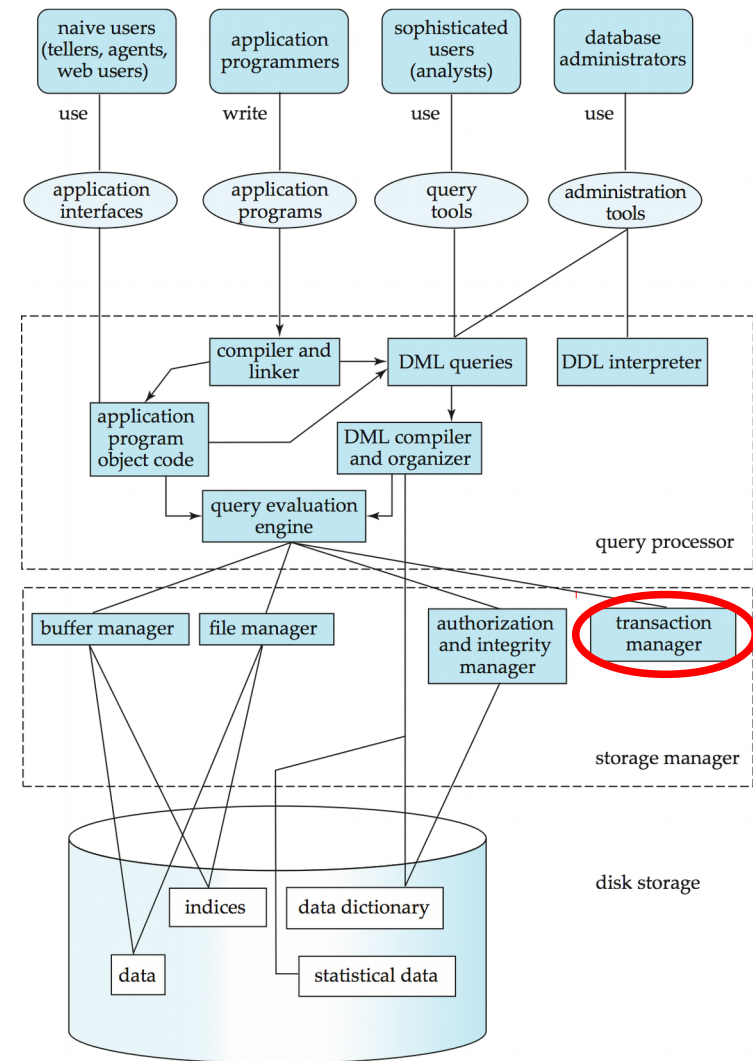 naive users
(tellers, agents,
web users)
application
programmers
sophisticated
users
(analysts)
database
administrators
use
write
use
use
application
interfaces
application
programs
query
tools
administration
tools
compiler and
linker
DML queries
DDL interpreter
application
program
object code
DML compiler
and organizer
query evaluation
engine
query processor
buffer manager
file manager
authorization
and integrity
manager
transaction
manager
storage manager
disk storage
indices
data dictionary
data
statistical data